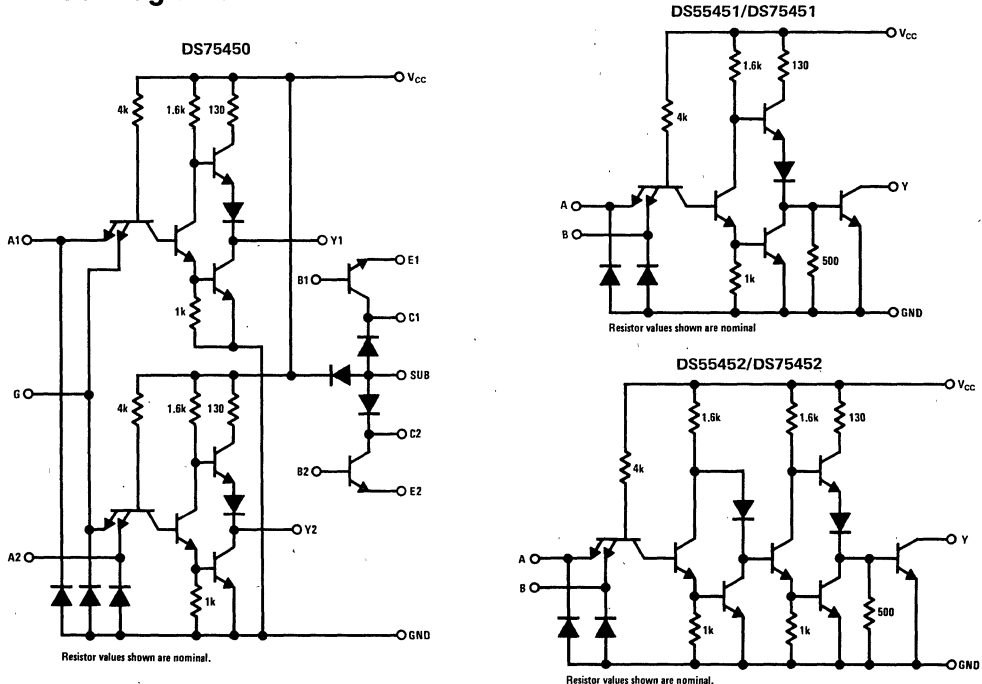 DS75450
VCC
4k
1.6k
130
A1
Y1
1k
E1
B1
C1
SUB
G
4k
1.6k
130
C2
B2
E2
Y2
A2
1k
GND
Resistor values shown are nominal.
DS55451/DS75451
VCC
1.6k
130
4k
A
Y
B
500
1k
GND
Resistor values shown are nominal
DS55452/DS75452
VCC
1.6k
1.6k
130
4k
A
Y
B
500
1k
1k
GND
Resistor values shown are nominal.